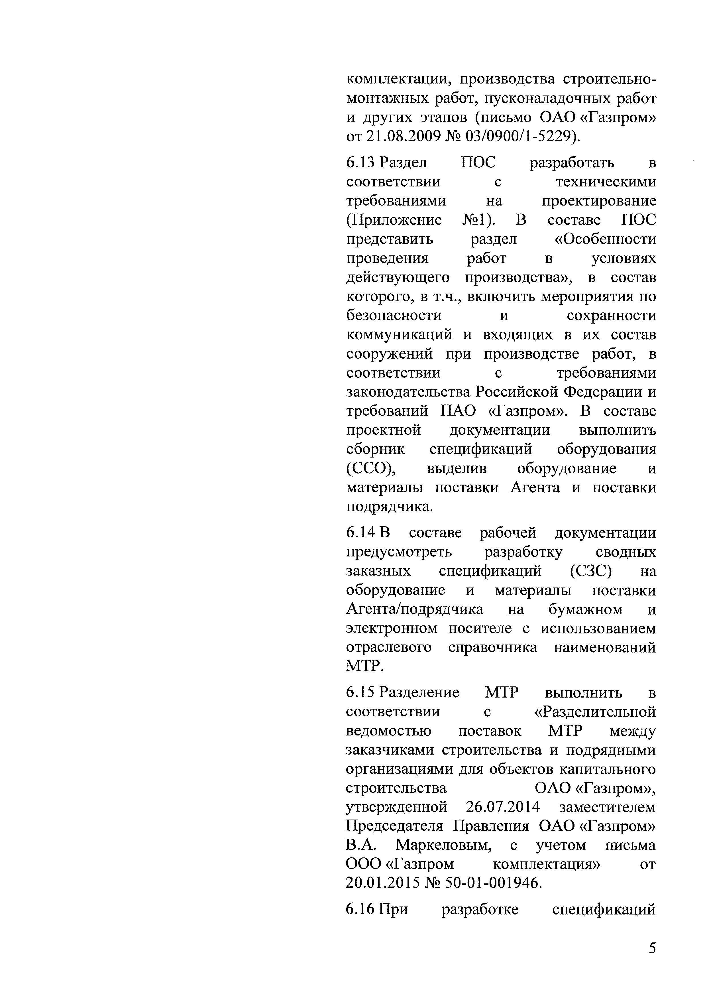 комплектации, производства строительно-
монтажных работ, пусконаладочных работ
и других этапов (письмо ОАО «Газпром»
от 21.08.2009 № 03/0900/1-5229).
6.13 Раздел ПОС разработать в
соответствии с техническими
требованиями на проектирование
(Приложение №1). В составе ПОС
представить раздел «Особенности
проведения работ в условиях
действующего производства», в состав
которого, в т.ч., включить мероприятия по
безопасности и сохранности
коммуникаций и входящих в их состав
сооружений при производстве работ, в
соответствии с требованиями
законодательства Российской Федерации и
требований ПАО «Газпром». В составе
проектной документации выполнить
сборник спецификаций оборудования
(ССО), выделив оборудование и
материалы поставки Агента и поставки
подрядчика.
6.14 В составе рабочей документации
предусмотреть разработку сводных
заказных спецификаций (СЗС) на
оборудование и материалы поставки
Агента/подрядчика на бумажном и
электронном носителе с использованием
отраслевого справочника наименований
МТР.
6.15 Разделение МТР выполнить в
соответствии с «Разделительной
ведомостью поставок МТР между
заказчиками строительства и подрядными
организациями для объектов капитального
строительства ОАО «Газпром»,
утвержденной 26.07.2014 заместителем
Председателя Правления ОАО «Газпром»
В.А. Маркеловым, с учетом письма
ООО «Газпром комплектация» от
20.01.2015 № 50-01-001946.
6.16 При разработке спецификаций
5